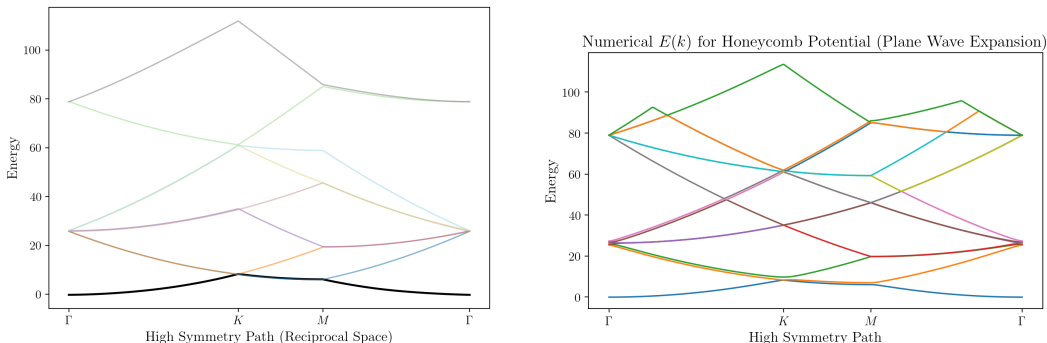 Energy
100
80
60
40
20
0
Γ
K
M
Γ
High Symmetry Path (Reciprocal Space)
Numerical E(k) for Honeycomb Potential (Plane Wave Expansion)
Energy
100
80
60
40
20
0
Γ
K
M
Γ
High Symmetry Path